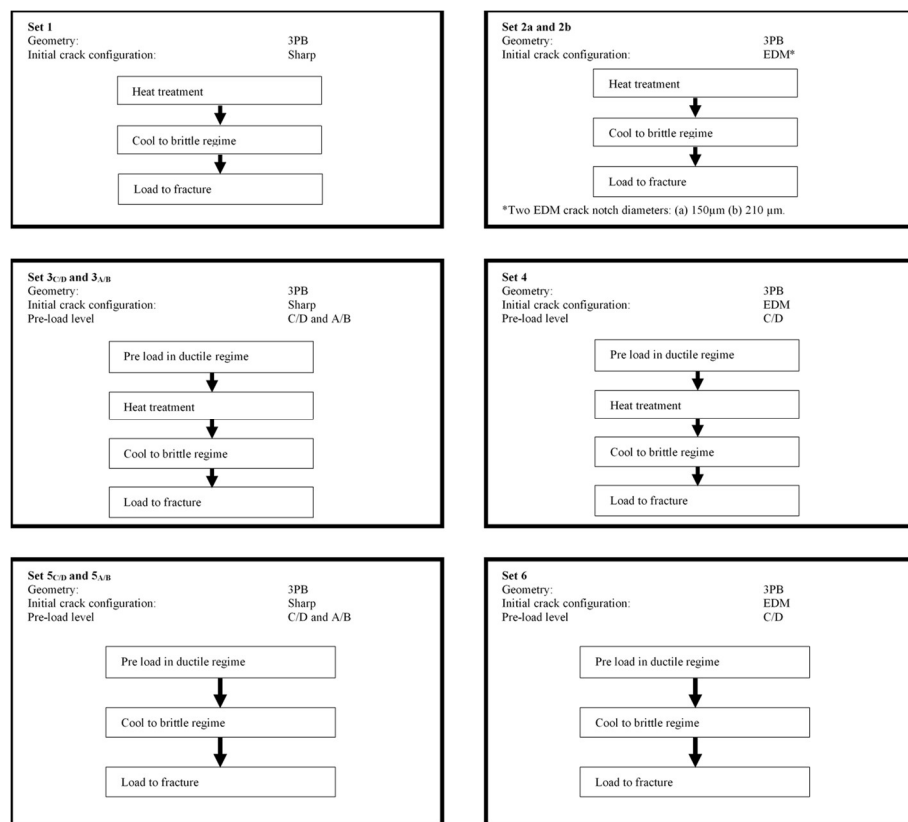 Set 1
Geometry: 3PB
Initial crack configuration: Sharp
Heat treatment
Cool to brittle regime
Load to fracture
Set 2a and 2b
Geometry: 3PB
Initial crack configuration: EDM*
Heat treatment
Cool to brittle regime
Load to fracture
*Two EDM crack notch diameters: (a) 150µm (b) 210 µm.
Set 3C/D and 3A/B
Geometry: 3PB
Initial crack configuration: Sharp
Pre-load level C/D and A/B
Pre load in ductile regime
Heat treatment
Cool to brittle regime
Load to fracture
Set 4
Geometry: 3PB
Initial crack configuration: EDM
Pre-load level C/D
Pre load in ductile regime
Heat treatment
Cool to brittle regime
Load to fracture
Set 5C/D and 5A/B
Geometry: 3PB
Initial crack configuration: Sharp
Pre-load level C/D and A/B
Pre load in ductile regime
Cool to brittle regime
Load to fracture
Set 6
Geometry: 3PB
Initial crack configuration: EDM
Pre-load level C/D
Pre load in ductile regime
Cool to brittle regime
Load to fracture